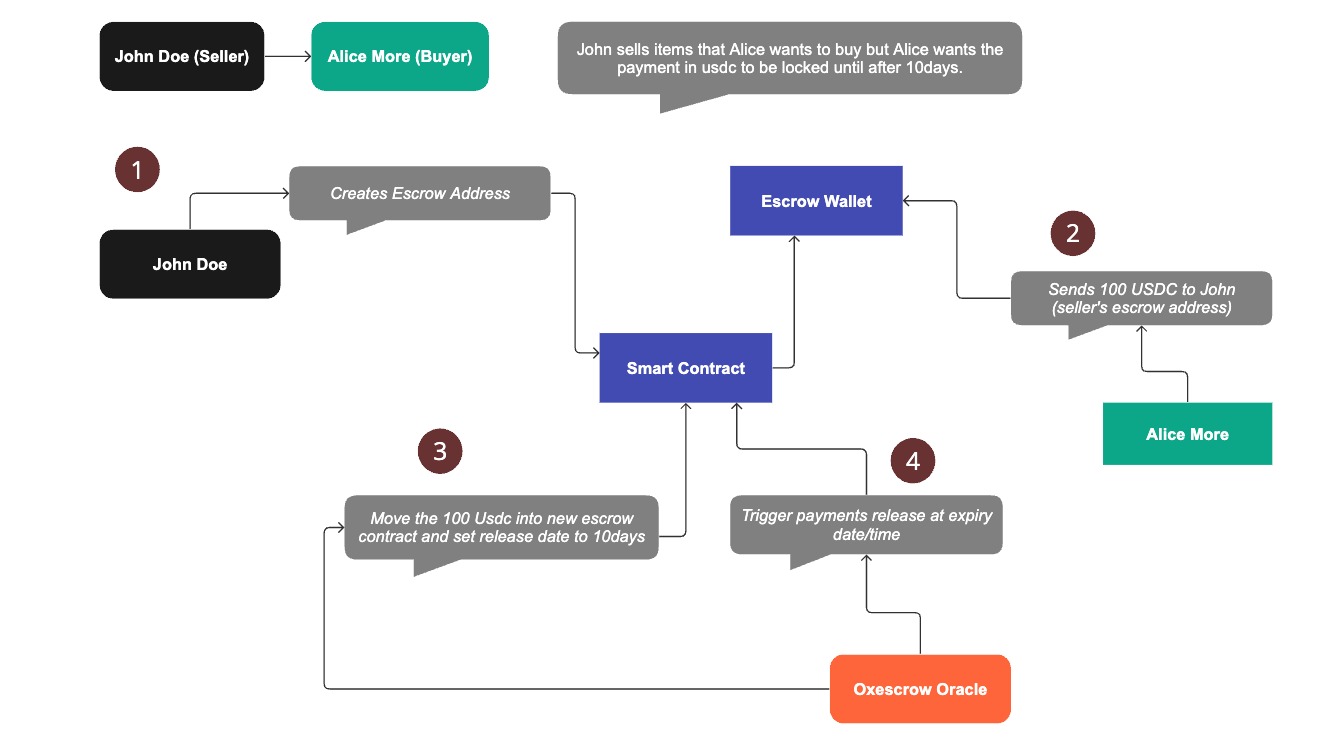 John Doe (Seller)
Alice More (Buyer)
John sells items that Alice wants to buy but Alice wants the
payment in usdc to be locked until after 10days.
1
Creates Escrow Address
John Doe
Escrow Wallet
2
Sends 100 USDC to John
(seller's escrow address)
Smart Contract
Alice More
3
Move the 100 Usdc into new escrow
contract and set release date to 10days
4
Trigger payments release at expiry
date/time
Oxescrow Oracle